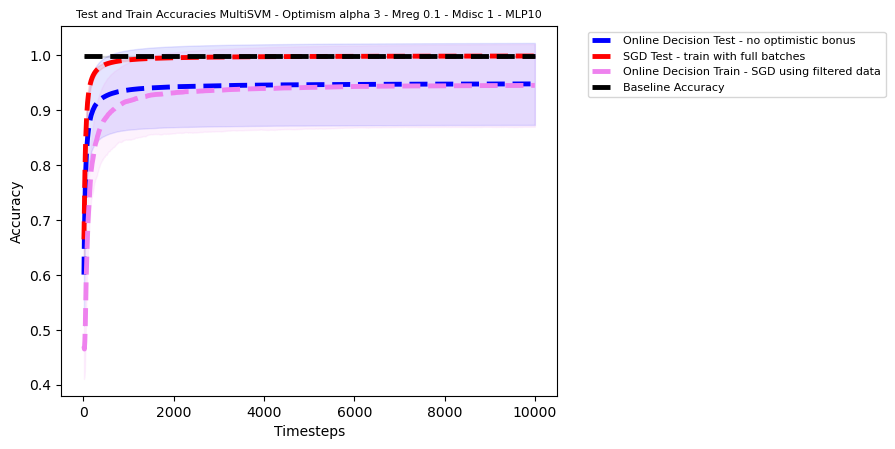 Test and Train Accuracies MultiSVM - Optimism alpha 3 - Mreg 0.1 - Mdisc 1 - MLP10
Online Decision Test - no optimistic bonus
SGD Test - train with full batches
Online Decision Train - SGD using filtered data
Baseline Accuracy
Accuracy
1.0
0.9
0.8
0.7
0.6
0.5
0.4
0
2000
4000
6000
8000
10000
Timesteps